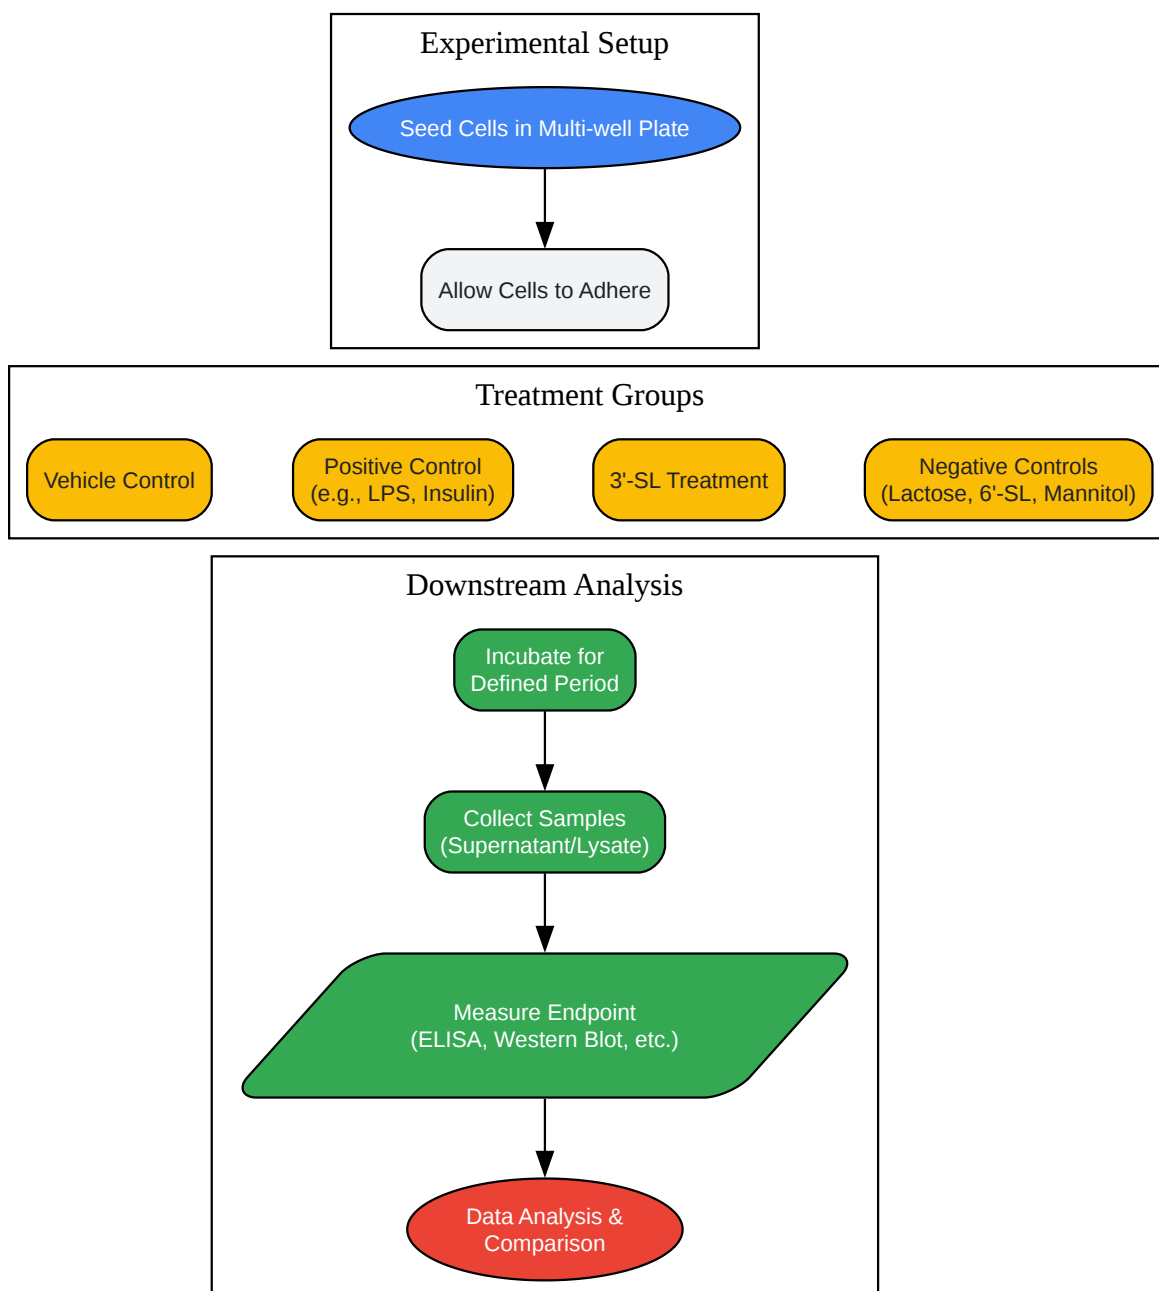 Experimental Setup
Seed Cells in Multi-well Plate
Allow Cells to Adhere
Treatment Groups
Vehicle Control
Positive Control
(e.g., LPS, Insulin)
3'-SL Treatment
Negative Controls
(Lactose, 6'-SL, Mannitol)
Downstream Analysis
Incubate for
Defined Period
Collect Samples
(Supernatant/Lysate)
Measure Endpoint
(ELISA, Western Blot, etc.)
Data Analysis &
Comparison